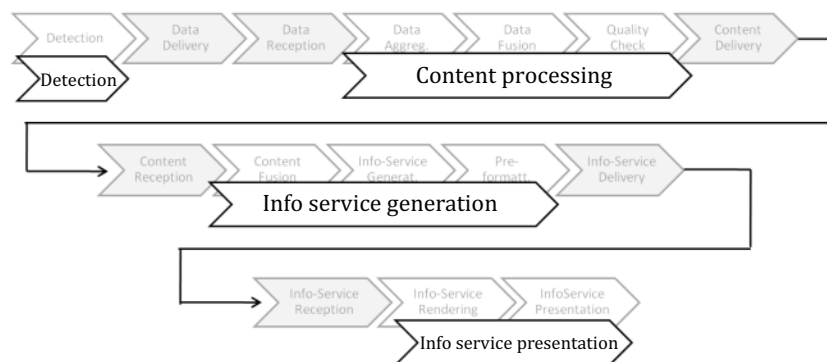 Detection
Data
Delivery
Data
Reception
Data
Aggreg.
Data
Fusion
Quality
Check
Content
Delivery
Detection
Content processing
Content
Reception
Content
Fusion
Info-Service
Generat.
Pre-
formatt.
Info-Service
Delivery
Info service generation
Info-Service
Reception
Info-Service
Rendering
InfoService
Presentation
Info service presentation